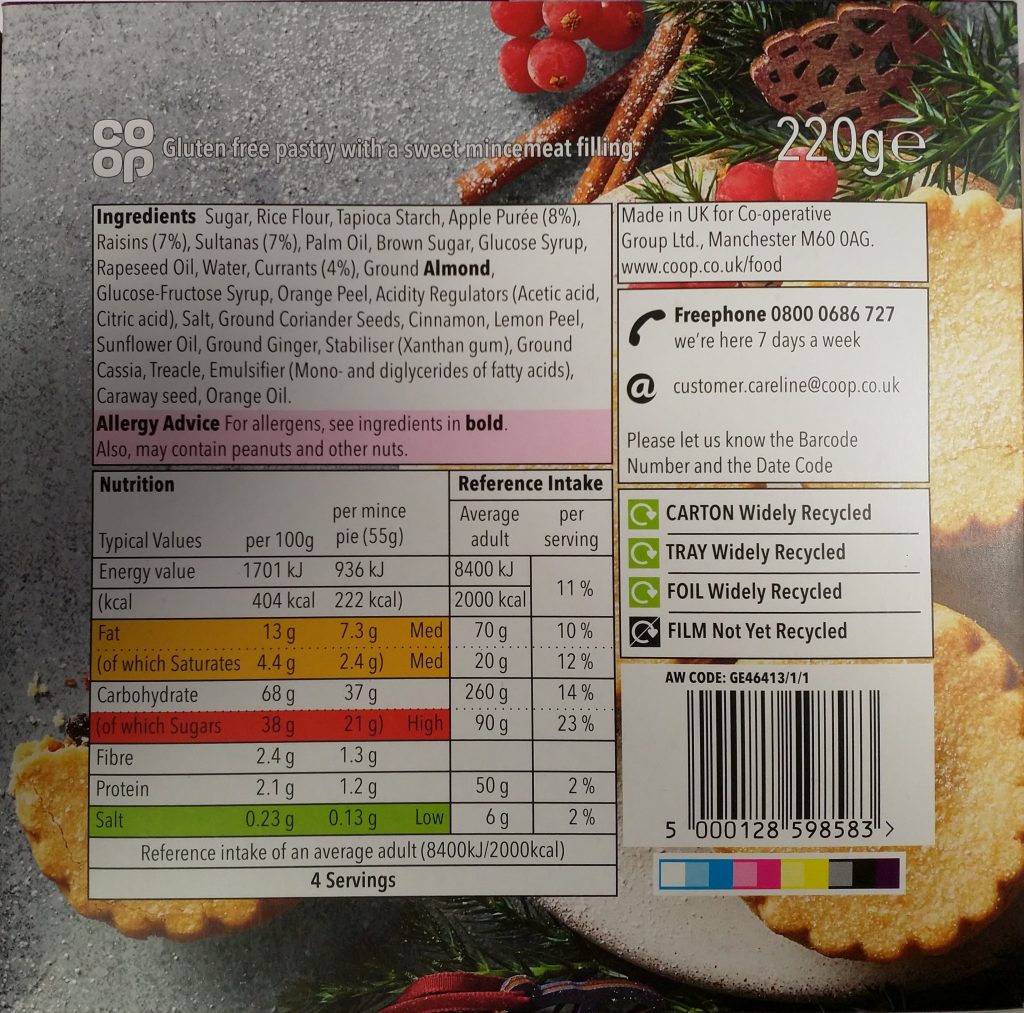 CO
OP
Gluten free pastry with a sweet mincemeat filling.
220g℮
Ingredients Sugar, Rice Flour, Tapioca Starch, Apple Purée (8%),
Raisins (7%), Sultanas (7%), Palm Oil, Brown Sugar, Glucose Syrup,
Rapeseed Oil, Water, Currants (4%), Ground Almond,
Glucose-Fructose Syrup, Orange Peel, Acidity Regulators (Acetic acid,
Citric acid), Salt, Ground Coriander Seeds, Cinnamon, Lemon Peel,
Sunflower Oil, Ground Ginger, Stabiliser (Xanthan gum), Ground
Cassia, Treacle, Emulsifier (Mono- and diglycerides of fatty acids),
Caraway seed, Orange Oil.
Allergy Advice For allergens, see ingredients in bold.
Also, may contain peanuts and other nuts.
Nutrition Reference Intake
per mince Average per
Typical Values per 100g pie (55g) adult serving
Energy value 1701 kJ 936 kJ 8400 kJ
11 %
(kcal 404 kcal 222 kcal) 2000 kcal
Fat 13 g 7.3 g Med 70 g 10 %
(of which Saturates 4.4 g 2.4 g) Med 20 g 12 %
Carbohydrate 68 g 37 g 260 g 14 %
(of which Sugars 38 g 21 g) High 90 g 23 %
Fibre 2.4 g 1.3 g
Protein 2.1 g 1.2 g 50 g 2 %
Salt 0.23 g 0.13 g Low 6 g 2 %
Reference intake of an average adult (8400kJ/2000kcal)
4 Servings
Made in UK for Co-operative
Group Ltd., Manchester M60 0AG.
www.coop.co.uk/food
Freephone 0800 0686 727
we're here 7 days a week
@ customer.careline@coop.co.uk
Please let us know the Barcode
Number and the Date Code
CARTON Widely Recycled
TRAY Widely Recycled
FOIL Widely Recycled
FILM Not Yet Recycled
AW CODE: GE46413/1/1
5 000128 598583 >